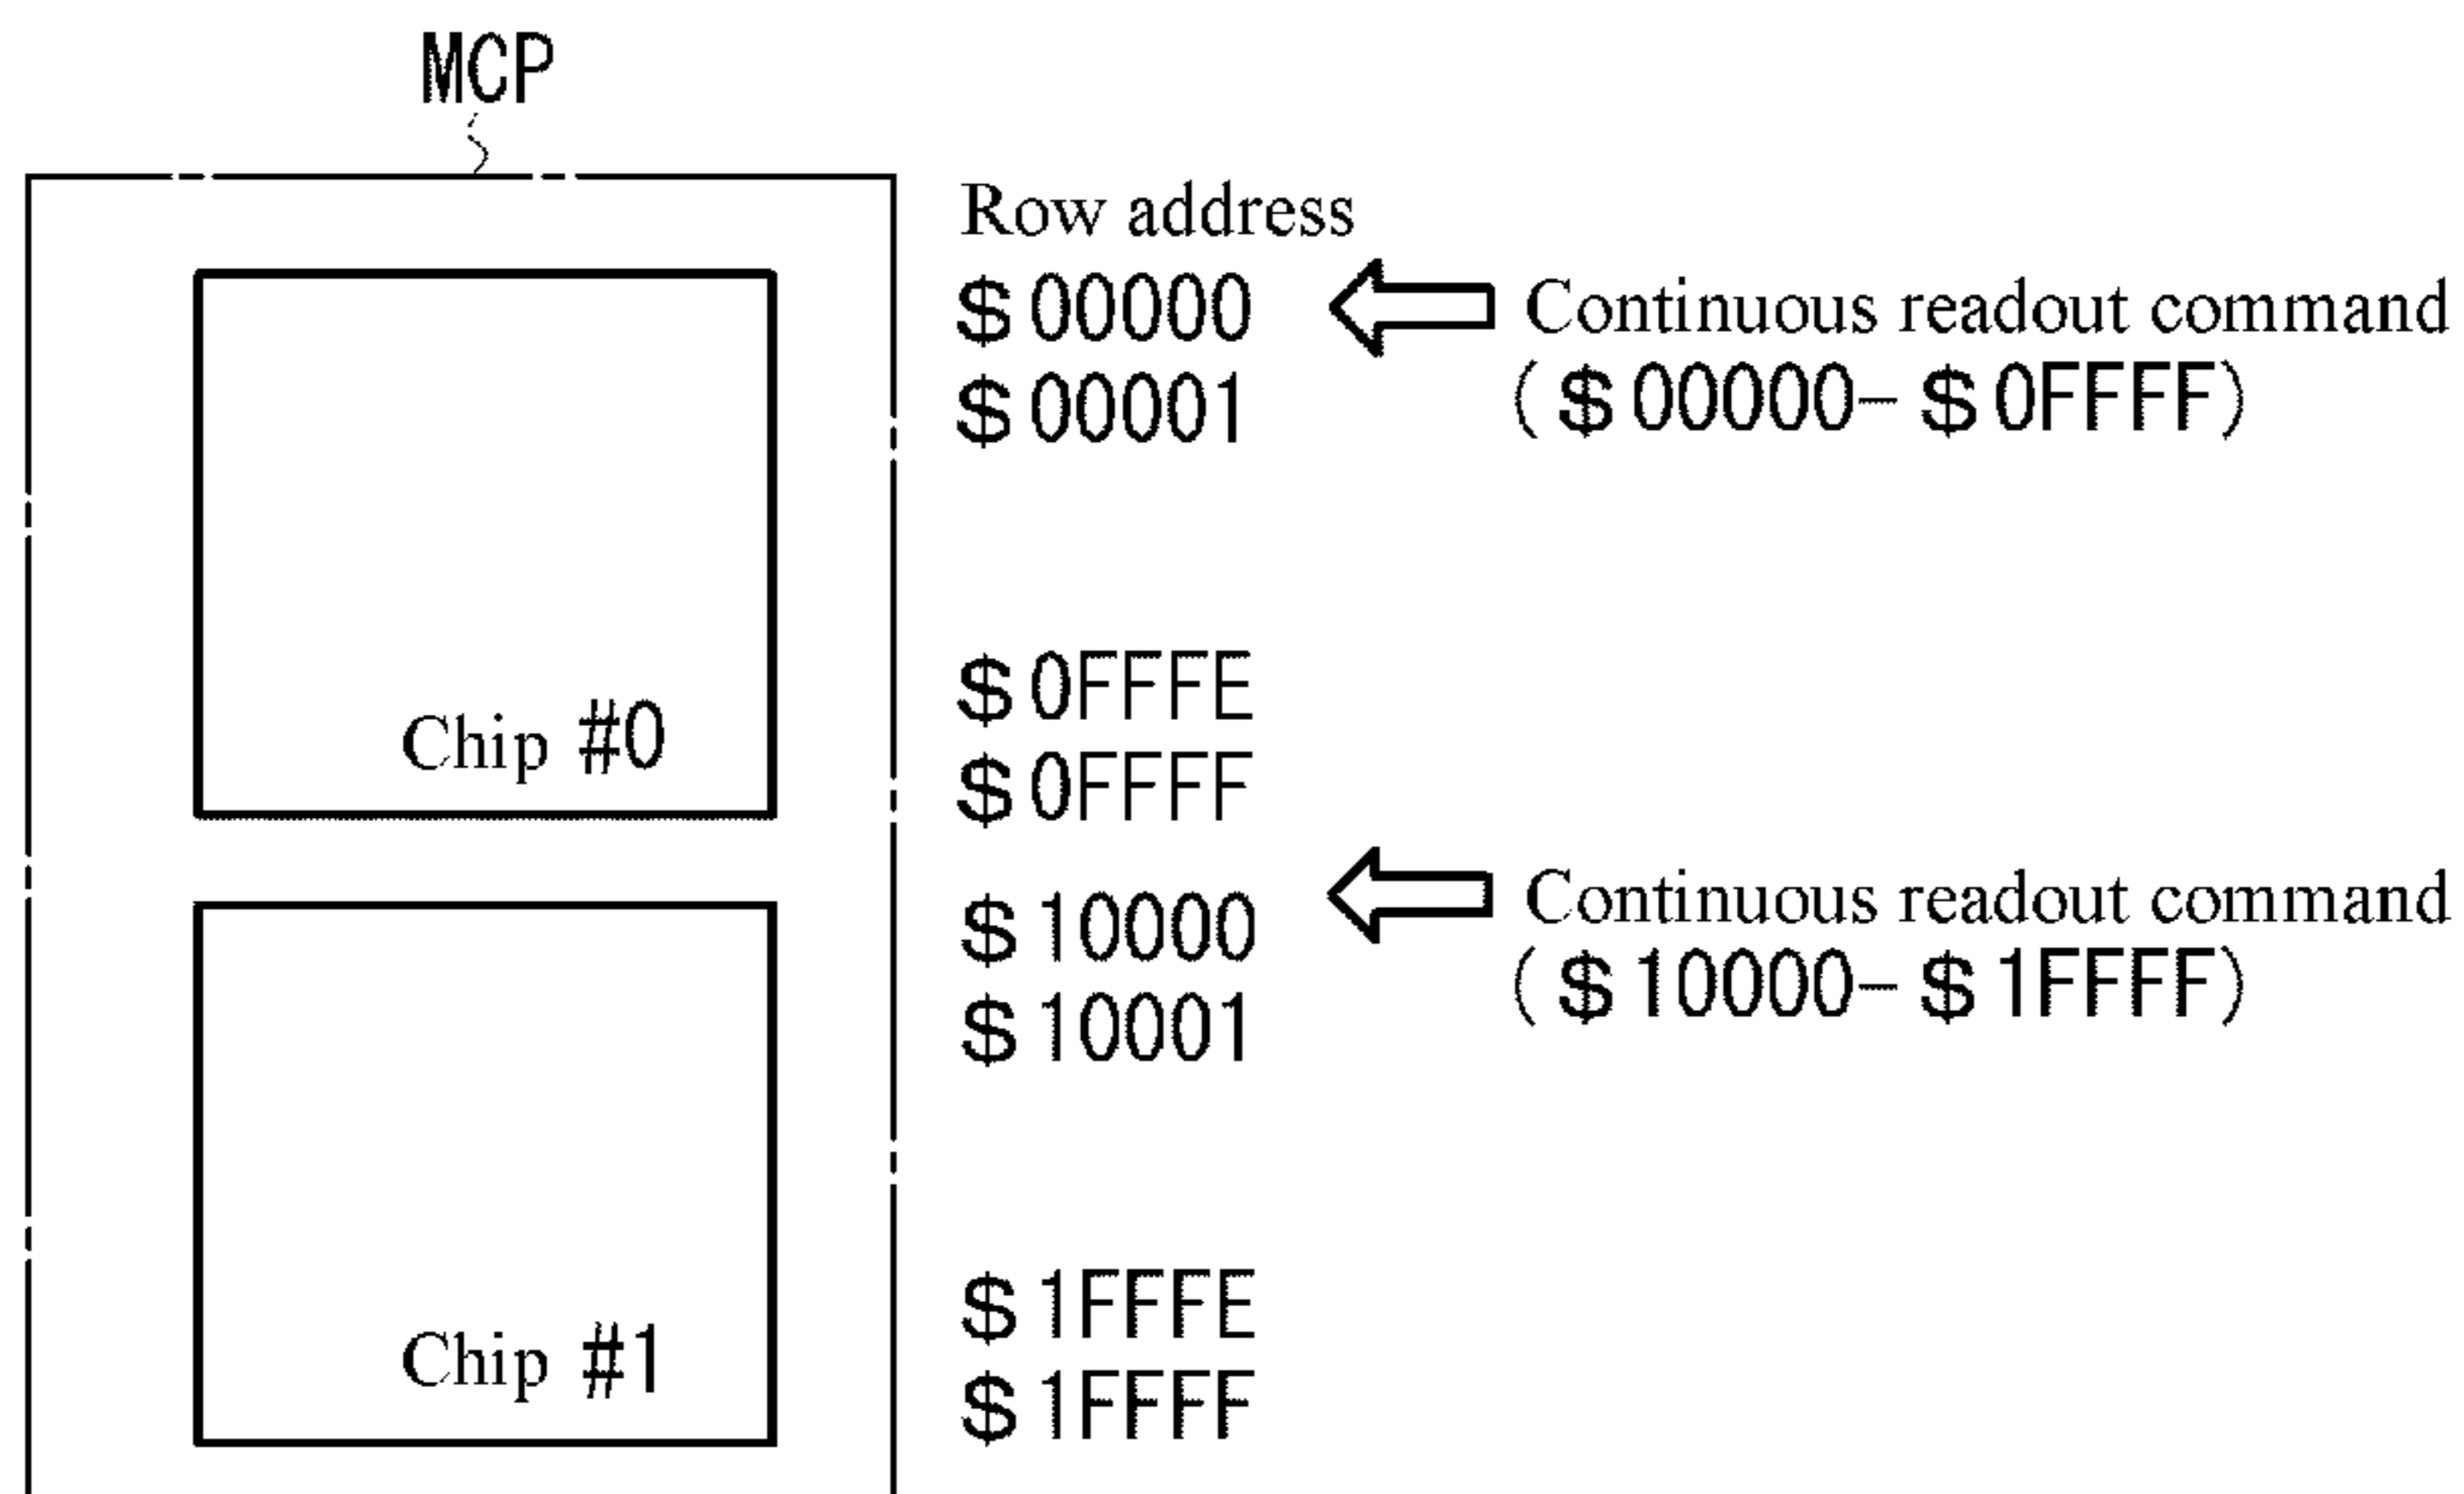 MCP
Row address
$00000
Continuous readout command
($00000-$0FFFF)
$00001
$0FFFE
Chip #0
$0FFFF
$10000
Continuous readout command
($10000-$1FFFF)
$10001
$1FFFE
Chip #1
$1FFFF